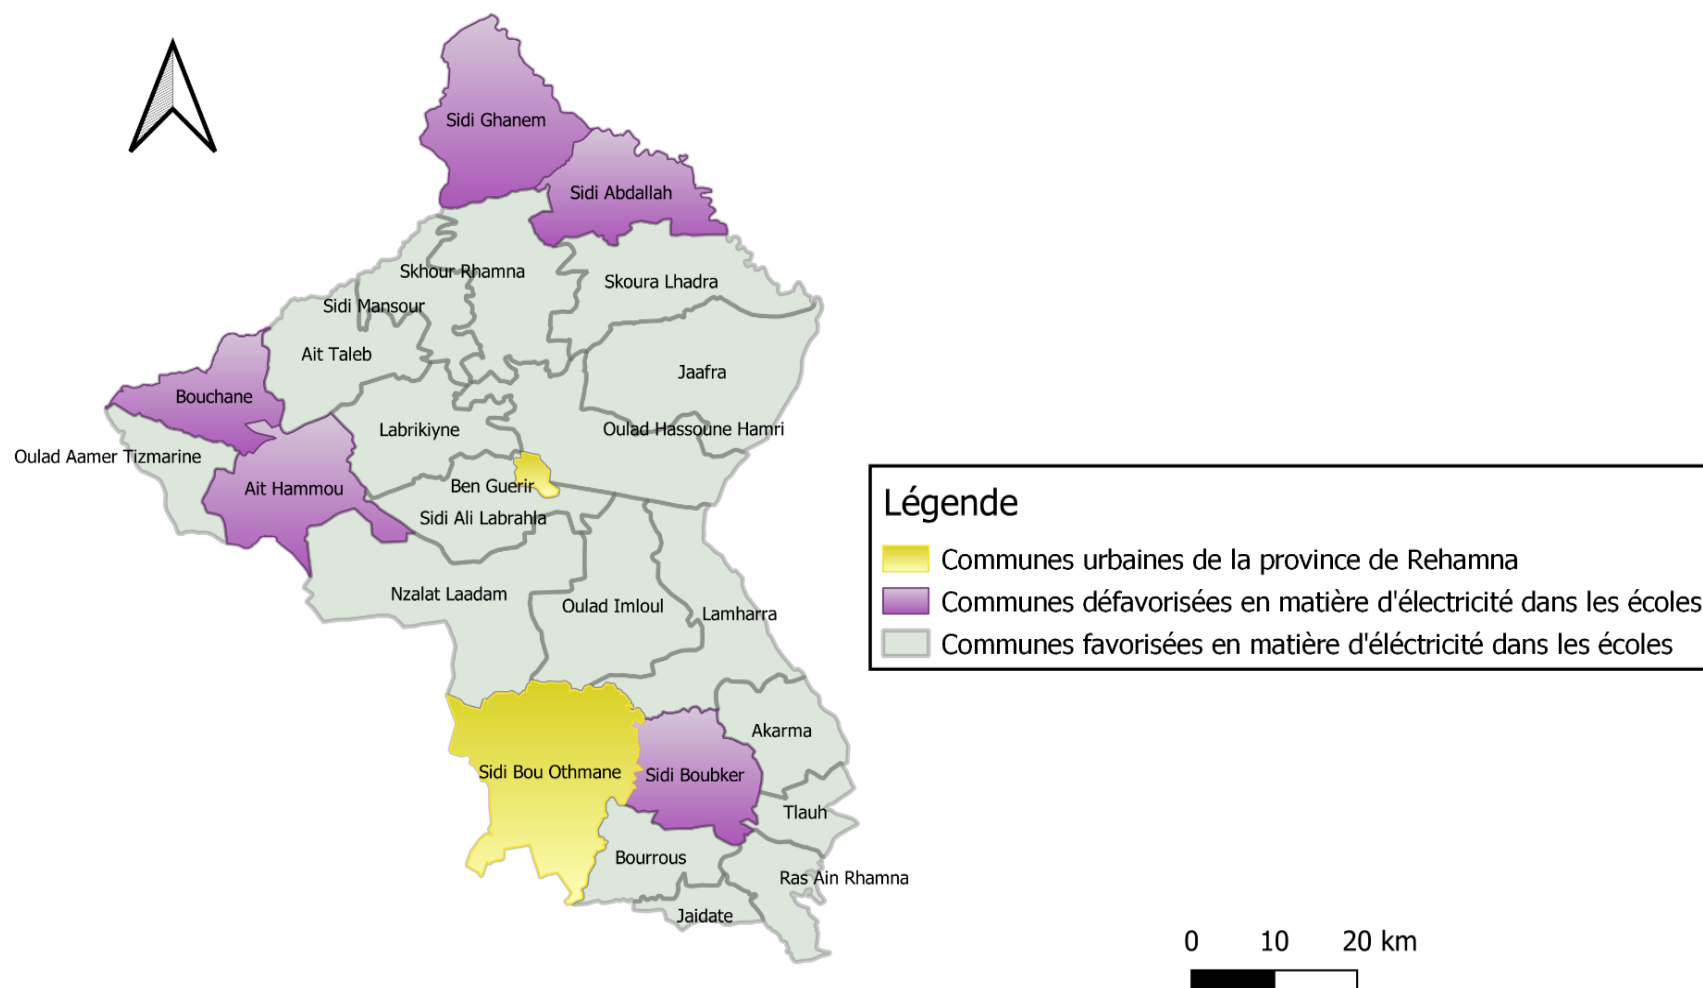 Sidi Ghanem
Sidi Abdallah
Skhour Rhamna
Skoura Lhadra
Sidi Mansour
Ait Taleb
Jaafra
Bouchane
Labrikiyne
Oulad Hassoune Hamri
Oulad Aamer Tizmarine
Ait Hammou
Ben Guerir
Sidi Ali Labrahla
Nzalat Laadam
Oulad Imloul
Lamharra
Akarma
Sidi Bou Othmane
Sidi Boubker
Tlauh
Bourrous
Ras Ain Rhamna
Jaidate
Légende
Communes urbaines de la province de Rehamna
Communes défavorisées en matière d'électricité dans les écoles
Communes favorisées en matière d'éléctricité dans les écoles
0 10 20 km